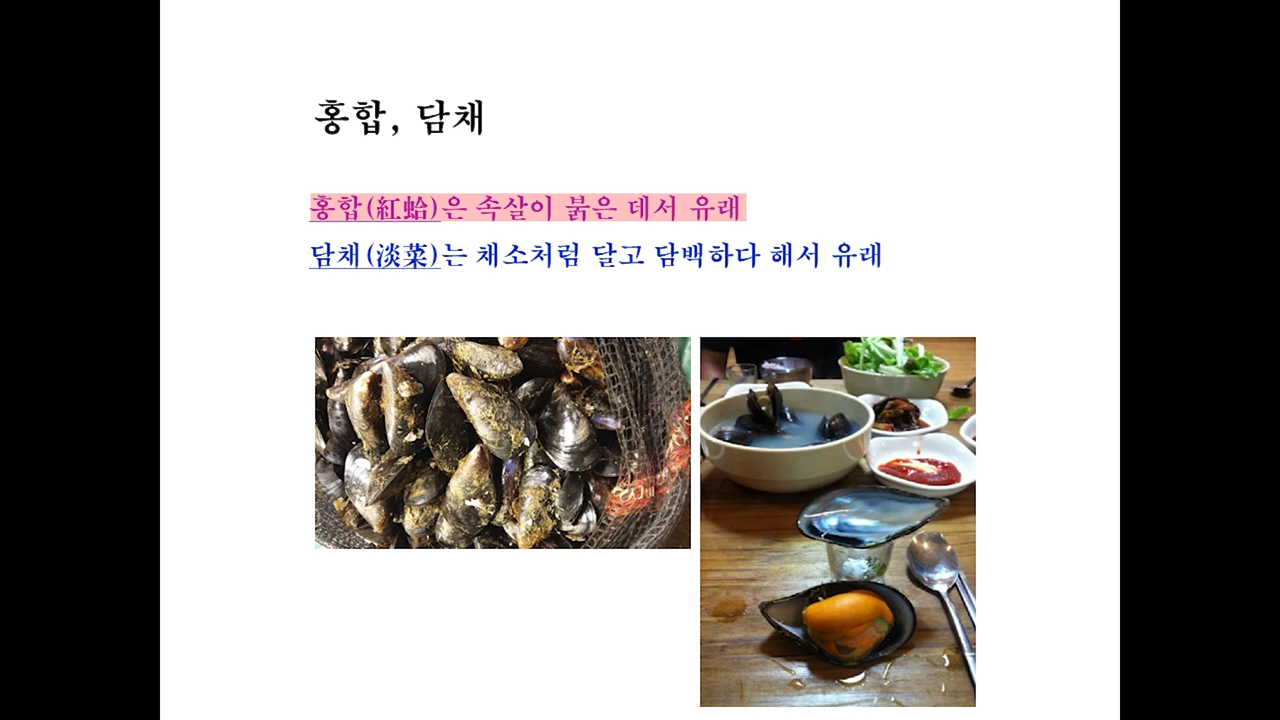 홍합, 담채
홍합(紅蛤)은 속살이 붉은 데서 유래
담채(淡菜)는 채소처럼 달고 담백하다 해서 유래